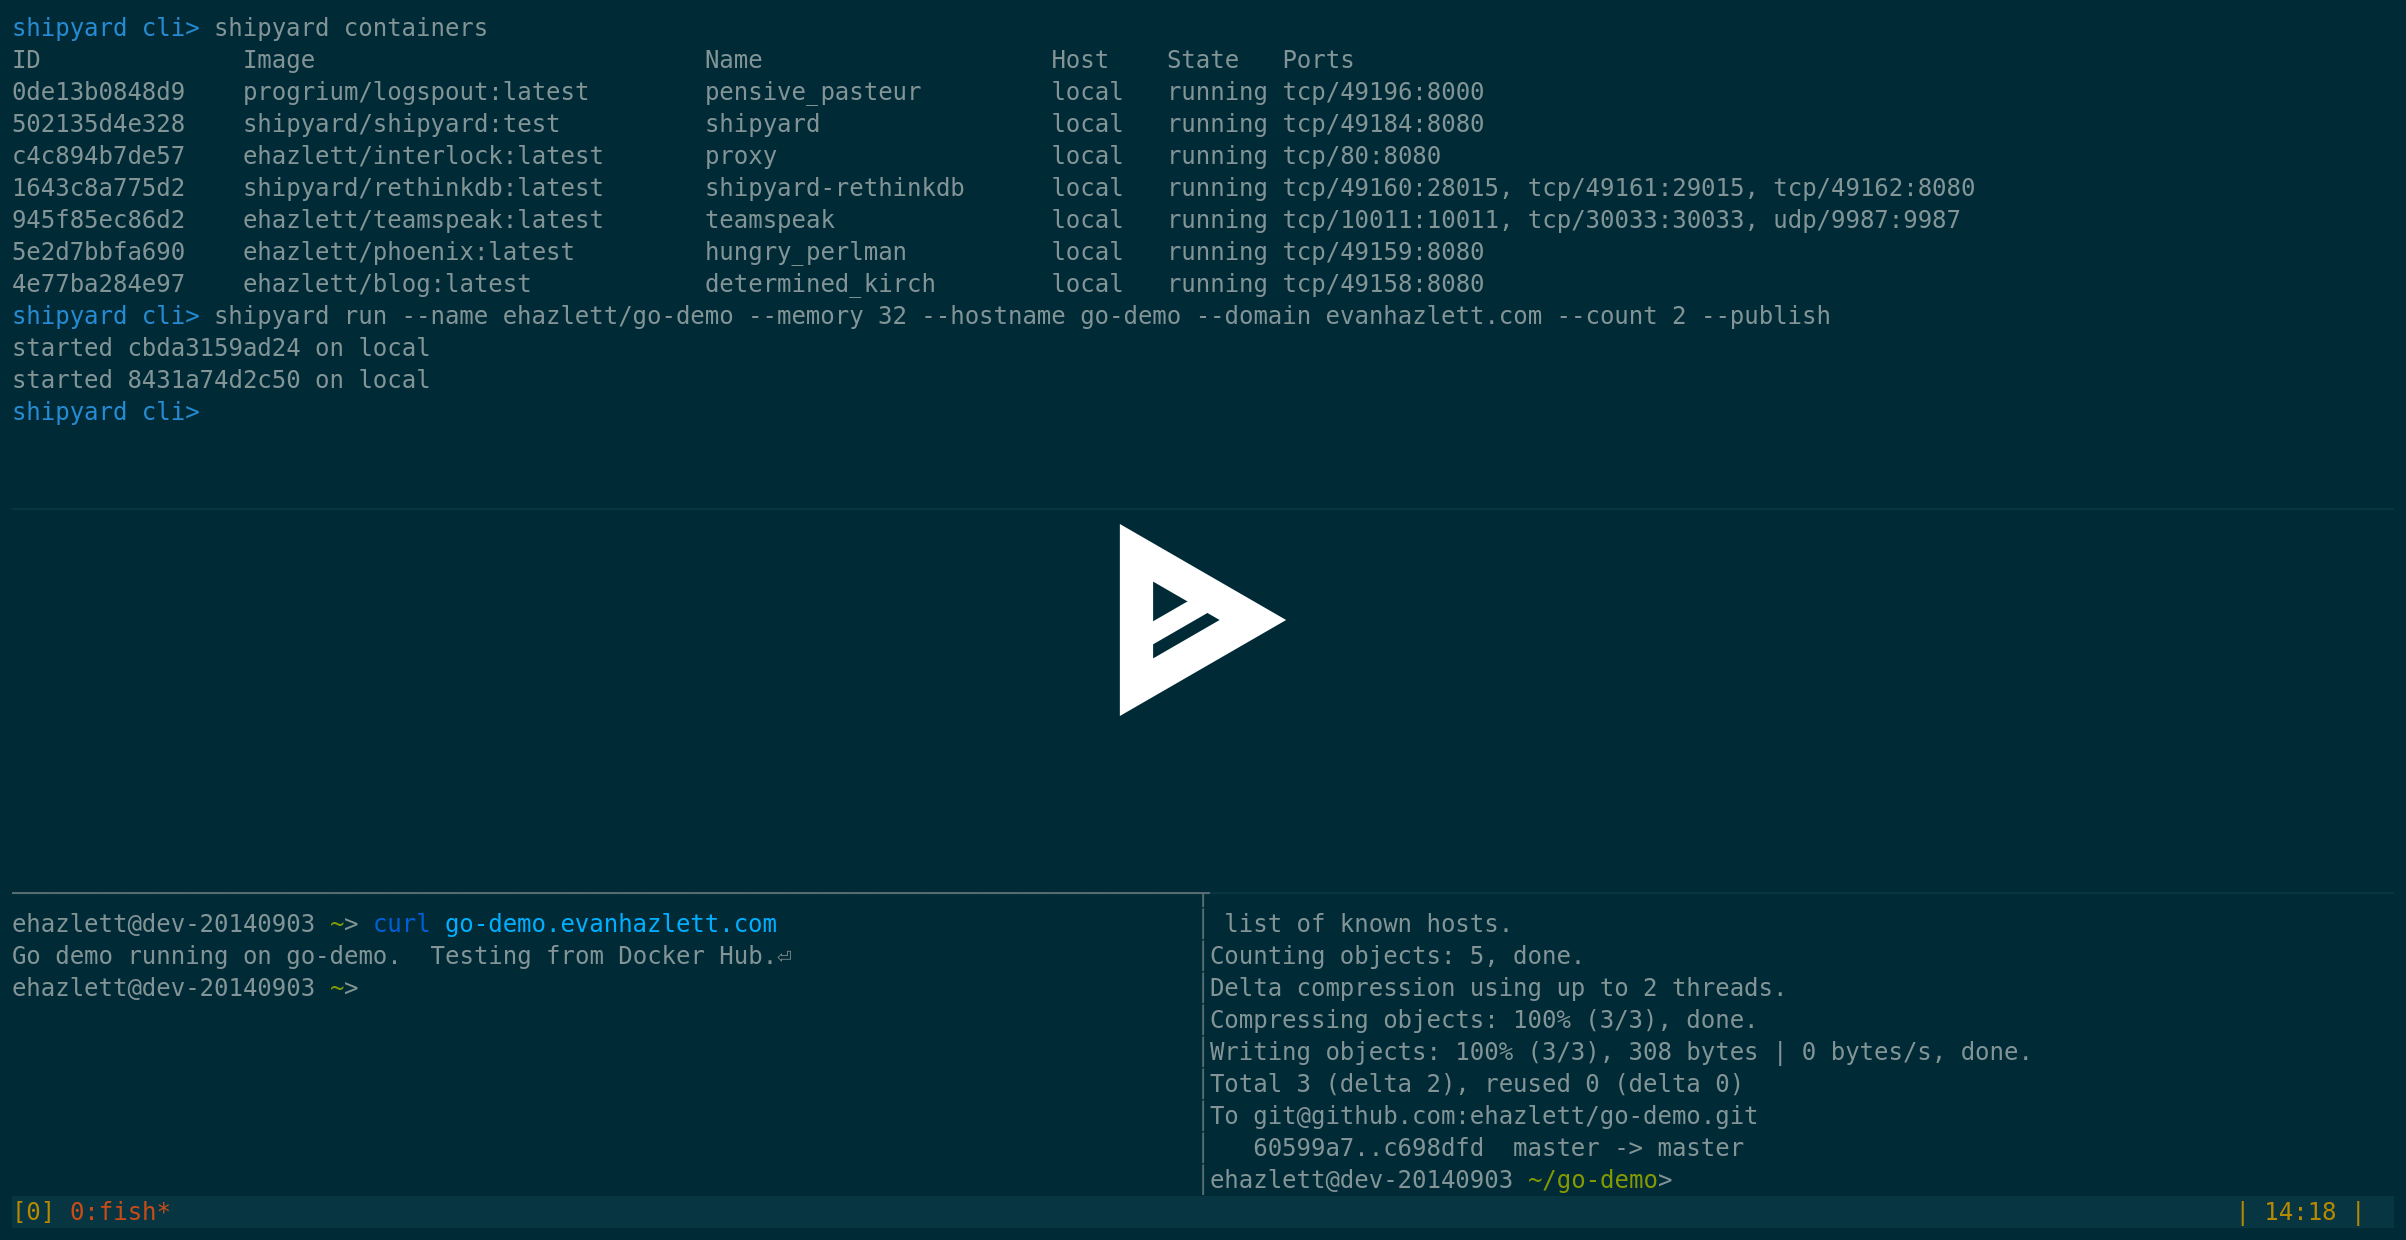 shipyard cli> shipyard containers
ID              Image                           Name                    Host    State   Ports
0de13b0848d9    progrium/logspout:latest        pensive_pasteur         local   running tcp/49196:8000
502135d4e328    shipyard/shipyard:test          shipyard                local   running tcp/49184:8080
c4c894b7de57    ehazlett/interlock:latest       proxy                   local   running tcp/80:8080
1643c8a775d2    shipyard/rethinkdb:latest       shipyard-rethinkdb      local   running tcp/49160:28015, tcp/49161:29015, tcp/49162:8080
945f85ec86d2    ehazlett/teamspeak:latest       teamspeak               local   running tcp/10011:10011, tcp/30033:30033, udp/9987:9987
5e2d7bbfa690    ehazlett/phoenix:latest         hungry_perlman          local   running tcp/49159:8080
4e77ba284e97    ehazlett/blog:latest            determined_kirch        local   running tcp/49158:8080
shipyard cli> shipyard run --name ehazlett/go-demo --memory 32 --hostname go-demo --domain evanhazlett.com --count 2 --publish
started cbda3159ad24 on local
started 8431a74d2c50 on local
shipyard cli>
ehazlett@dev-20140903 ~> curl go-demo.evanhazlett.com
Go demo running on go-demo.  Testing from Docker Hub.⏎
ehazlett@dev-20140903 ~>
list of known hosts.
Counting objects: 5, done.
Delta compression using up to 2 threads.
Compressing objects: 100% (3/3), done.
Writing objects: 100% (3/3), 308 bytes | 0 bytes/s, done.
Total 3 (delta 2), reused 0 (delta 0)
To git@github.com:ehazlett/go-demo.git
   60599a7..c698dfd  master -> master
ehazlett@dev-20140903 ~/go-demo>
[0] 0:fish* | 14:18 |